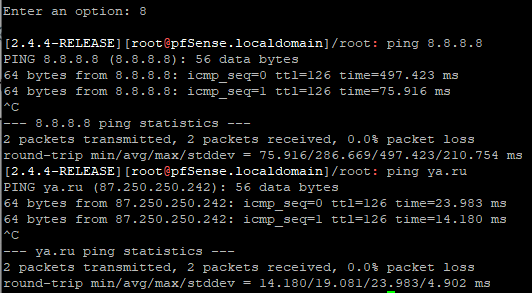 Enter an option: 8
[2.4.4-RELEASE][root@pfSense.localdomain]/root: ping 8.8.8.8
PING 8.8.8.8 (8.8.8.8): 56 data bytes
64 bytes from 8.8.8.8: icmp_seq=0 ttl=126 time=497.423 ms
64 bytes from 8.8.8.8: icmp_seq=1 ttl=126 time=75.916 ms
^C
--- 8.8.8.8 ping statistics ---
2 packets transmitted, 2 packets received, 0.0% packet loss
round-trip min/avg/max/stddev = 75.916/286.669/497.423/210.754 ms
[2.4.4-RELEASE][root@pfSense.localdomain]/root: ping ya.ru
PING ya.ru (87.250.250.242): 56 data bytes
64 bytes from 87.250.250.242: icmp_seq=0 ttl=126 time=23.983 ms
64 bytes from 87.250.250.242: icmp_seq=1 ttl=126 time=14.180 ms
^C
--- ya.ru ping statistics ---
2 packets transmitted, 2 packets received, 0.0% packet loss
round-trip min/avg/max/stddev = 14.180/19.081/23.983/4.902 ms